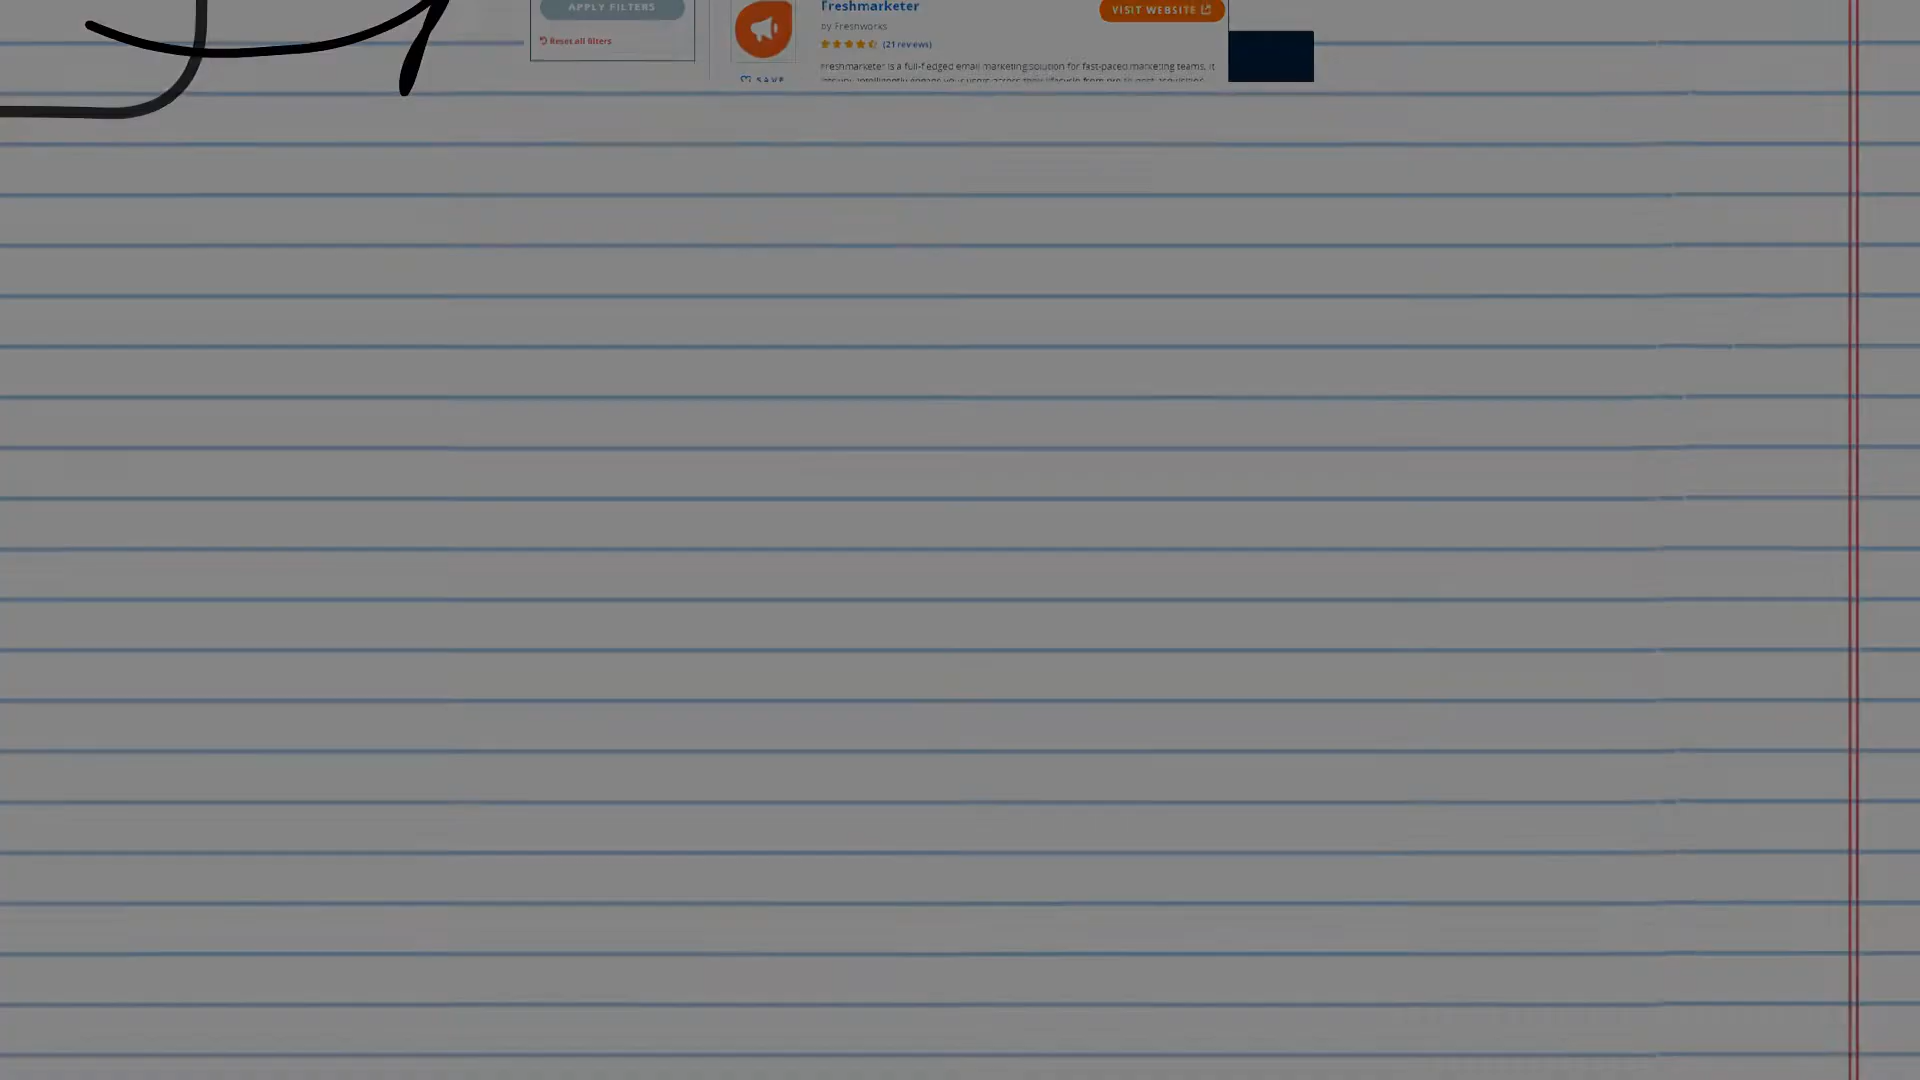 APPLY FILTERS
Reset all filters
Freshmarketer
by Freshworks
(21 reviews)
VISIT WEBSITE
Freshmarketer is a full-fledged email marketing solution for fast-paced marketing teams. It
SAVE